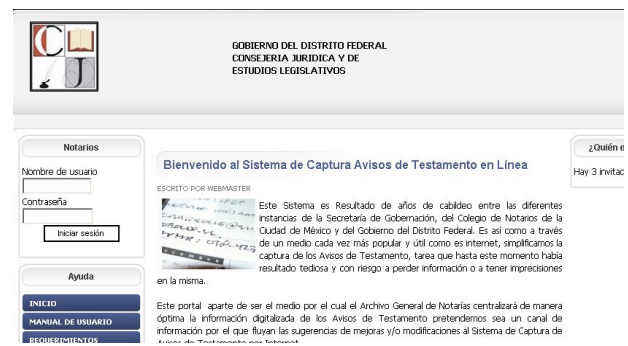 GOBIERNO DEL DISTRITO FEDERAL
CONSEJERIA JURIDICA Y DE
ESTUDIOS LEGISLATIVOS
Notarios
Nombre de usuario
Contraseña
Iniciar sesión
Ayuda
INICIO
MANUAL DE USUARIO
REQUERIMIENTOS
Bienvenido al Sistema de Captura Avisos de Testamento en Línea
ESCRITO POR WEBMASTER
Este Sistema es Resultado de años de cabildeo entre las diferentes
instancias de la Secretaría de Gobernación, del Colegio de Notarios de la
Ciudad de México y del Gobierno del Distrito Federal. Es así como a través
de un medio cada vez más popular y útil como es internet, simplificamos la
captura de los Avisos de Testamento, tarea que hasta este momento había
resultado tediosa y con riesgo a perder información o a tener imprecisiones
en la misma.
Este portal aparte de ser el medio por el cual el Archivo General de Notarías centralizará de manera
óptima la información digitalizada de los Avisos de Testamento pretendemos sea un canal de
información por el que fluyan las sugerencias de mejoras y/o modificaciones al Sistema de Captura de
Avisos de Testamento por Internet.
¿Quién e
Hay 3 invitad